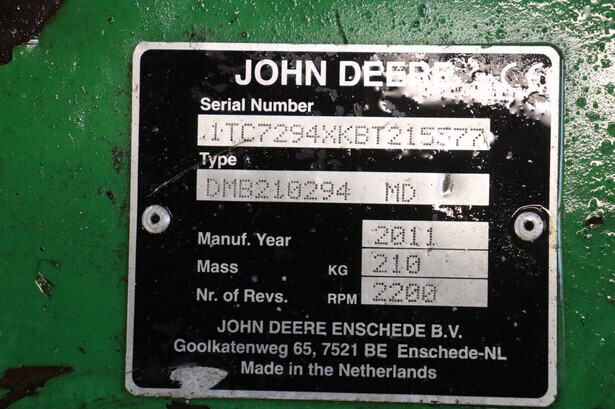 JOHN DEERE
Serial Number
1TC7294XKBT215577
Type
DMB210294 MD
Manuf. Year 2011
Mass KG 210
Nr. of Revs. RPM 2200
JOHN DEERE ENSCHEDE B.V.
Goolkatenweg 65, 7521 BE Enschede-NL
Made in the Netherlands